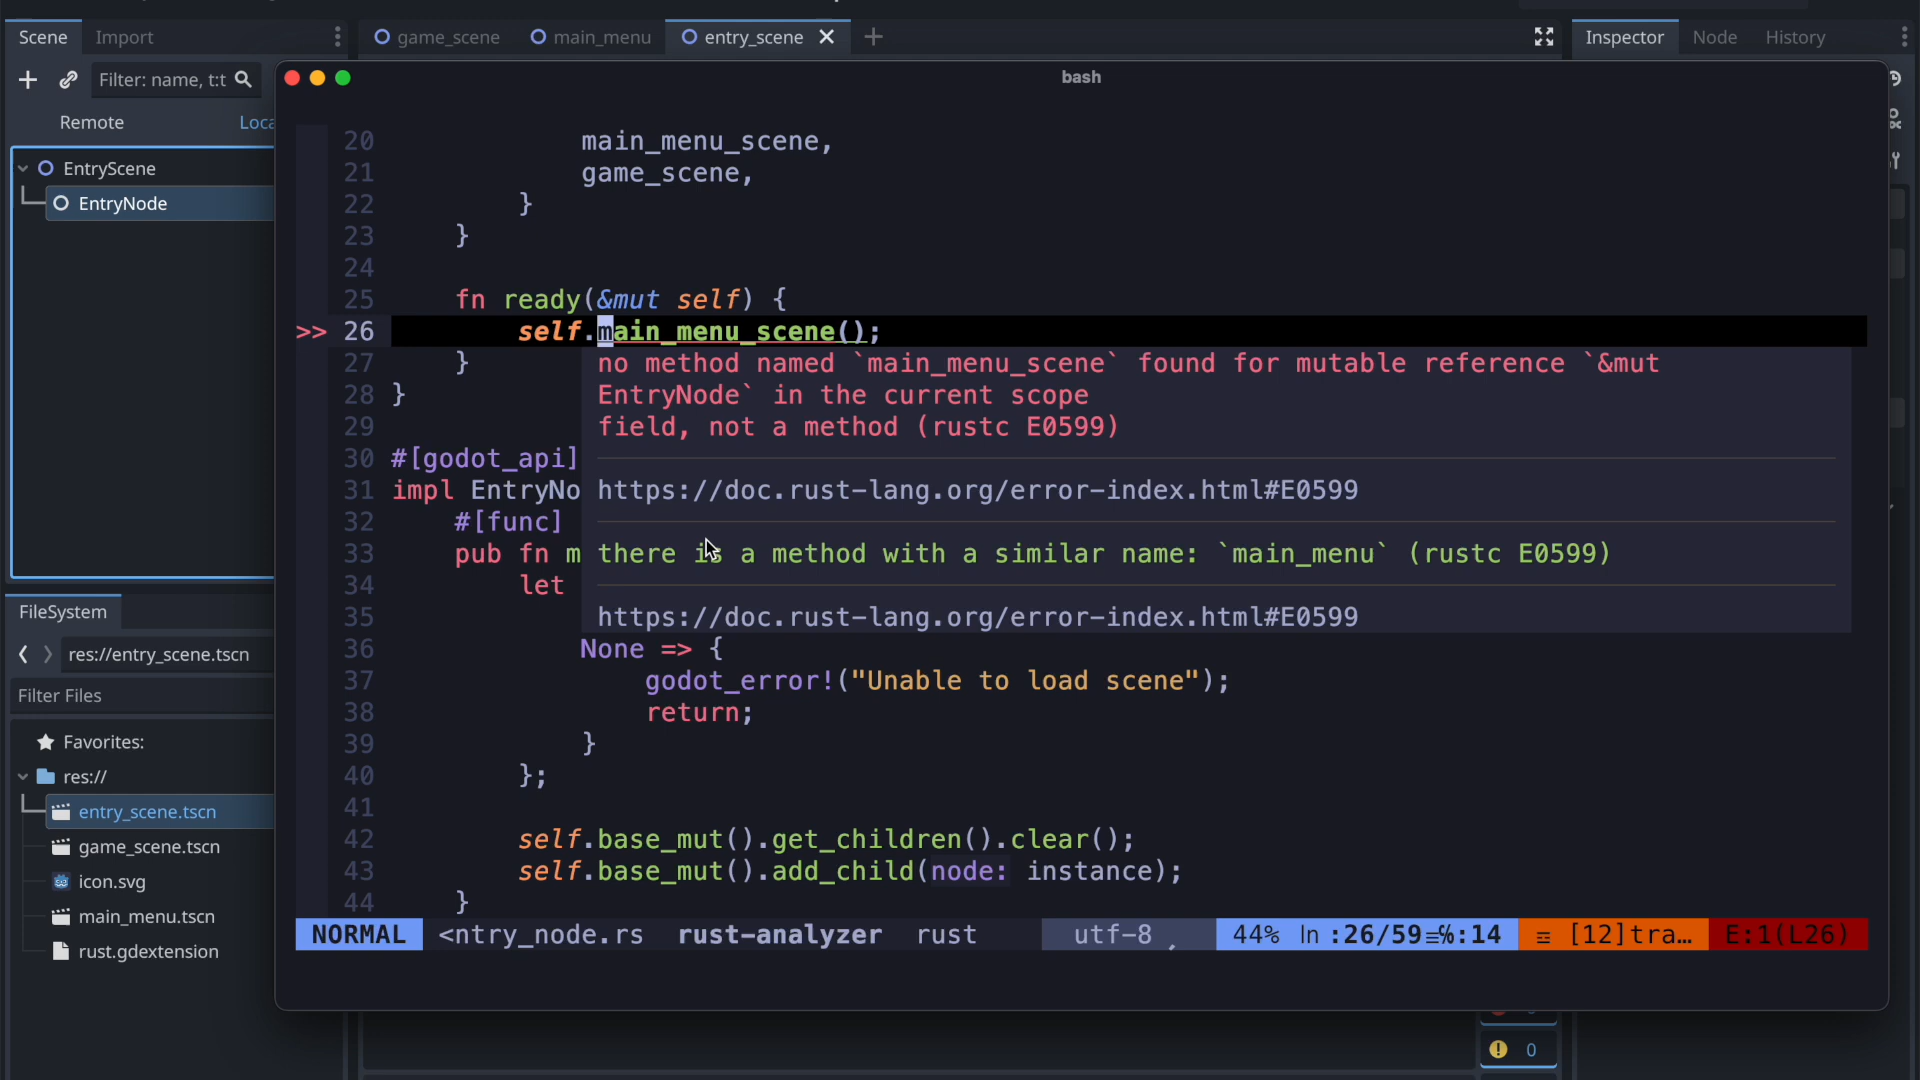 Scene
Import
game_scene
main_menu
entry_scene
Inspector
Node
History
Filter: name, t:t
Remote
Loca
EntryScene
EntryNode
FileSystem
res://entry_scene.tscn
Filter Files
Favorites:
res://
entry_scene.tscn
game_scene.tscn
icon.svg
main_menu.tscn
rust.gdextension
bash
20 main_menu_scene,
21 game_scene,
22 }
23 }
24
25 fn ready(&mut self) {
>> 26 self.main_menu_scene();
27 } no method named `main_menu_scene` found for mutable reference `&mut
28 } EntryNode` in the current scope
29 field, not a method (rustc E0599)
30 #[godot_api]
31 impl EntryNo https://doc.rust-lang.org/error-index.html#E0599
32 #[func]
33 pub fn m there is a method with a similar name: `main_menu` (rustc E0599)
34 let
35 https://doc.rust-lang.org/error-index.html#E0599
36 None => {
37 godot_error!("Unable to load scene");
38 return;
39 }
40 };
41
42 self.base_mut().get_children().clear();
43 self.base_mut().add_child(node: instance);
44 }
NORMAL <ntry_node.rs rust-analyzer rust utf-8 44% ln :26/59≡℅:14 ☲ [12]tra… E:1(L26)
0